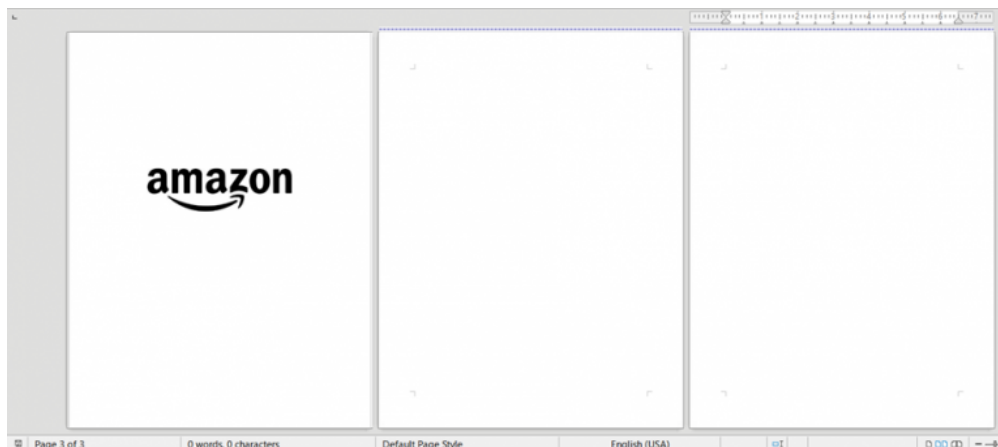 amazon
Page 3 of 3 0 words, 0 characters Default Page Style English (USA)